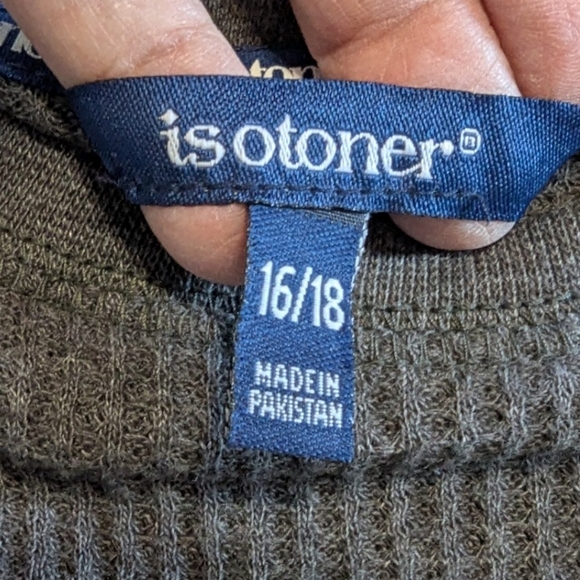 isotoner®
16/18
MADE IN
PAKISTAN